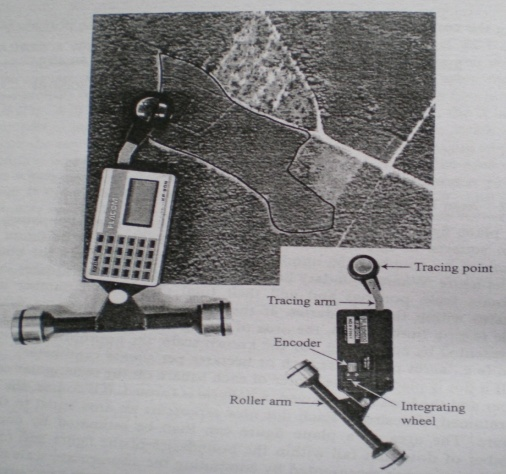 Tracing point
Tracing arm
Encoder
Roller arm
Integrating
wheel